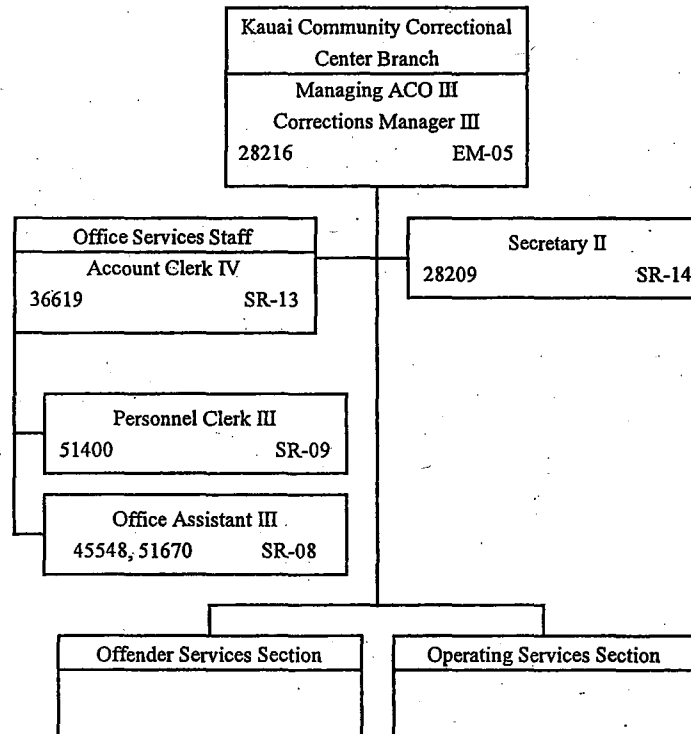 Kauai Community Correctional
Center Branch
Managing ACO III
Corrections Manager III
28216 EM-05
Office Services Staff
Account Clerk IV
36619 SR-13
Secretary II
28209 SR-14
Personnel Clerk III
51400 SR-09
Office Assistant III
45548, 51670 SR-08
Offender Services Section
Operating Services Section